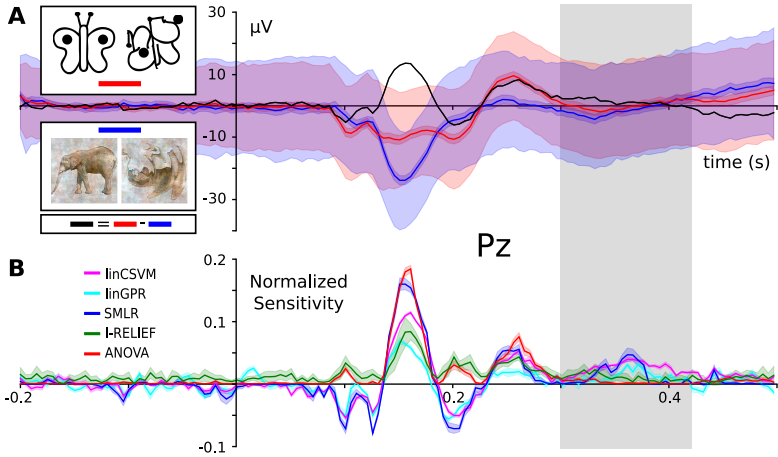 A
µV
30
10
-10
-30
time (s)
= -
Pz
B
Normalized
Sensitivity
linCSVM
linGPR
SMLR
I-RELIEF
ANOVA
0.2
0.1
-0.1
-0.2
0.2
0.4